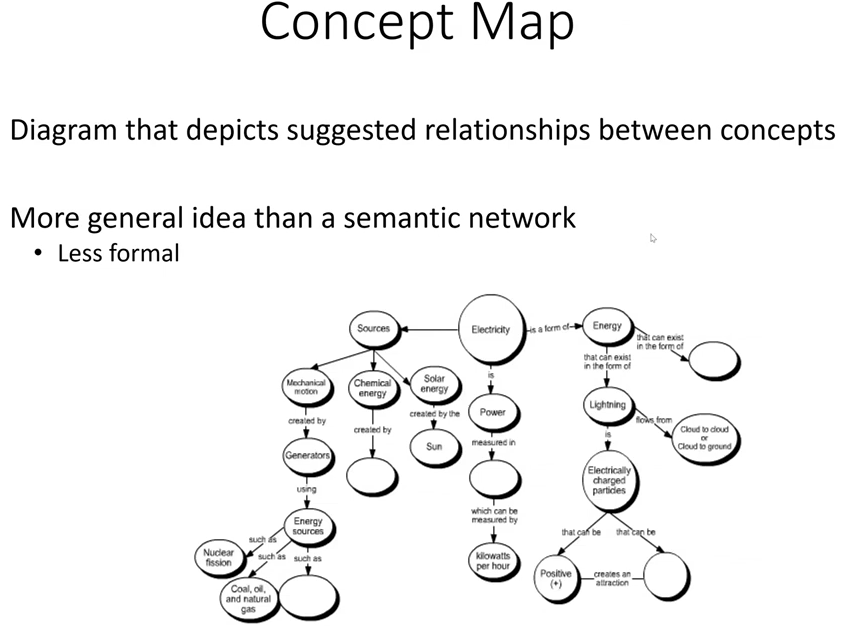 Concept Map
Diagram that depicts suggested relationships between concepts
More general idea than a semantic network
• Less formal
Sources
Electricity
is a form of
Energy
that can exist
in the form of
that can exist
in the form of
Mechanical
motion
Chemical
energy
Solar
energy
is
Power
Lightning
flows from
Cloud to cloud
or
Cloud to ground
created by
created by
created by the
Sun
measured in
is
Generators
Electrically
charged
particles
using
which can be
measured by
Energy
sources
such as
such as
such as
that can be
that can be
Nuclear
fission
kilowatts
per hour
Positive
(+)
creates an
attraction
Coal, oil,
and natural
gas